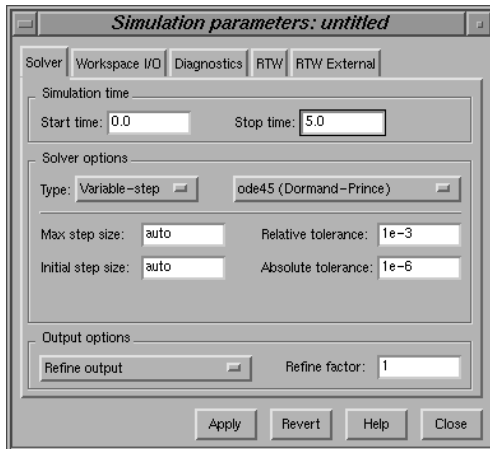 Simulation parameters: untitled
Solver Workspace I/O Diagnostics RTW RTW External
Simulation time
Start time: 0.0 Stop time: 5.0
Solver options
Type: Variable-step ode45 (Dormand-Prince)
Max step size: auto Relative tolerance: 1e-3
Initial step size: auto Absolute tolerance: 1e-6
Output options
Refine output Refine factor: 1
Apply Revert Help Close